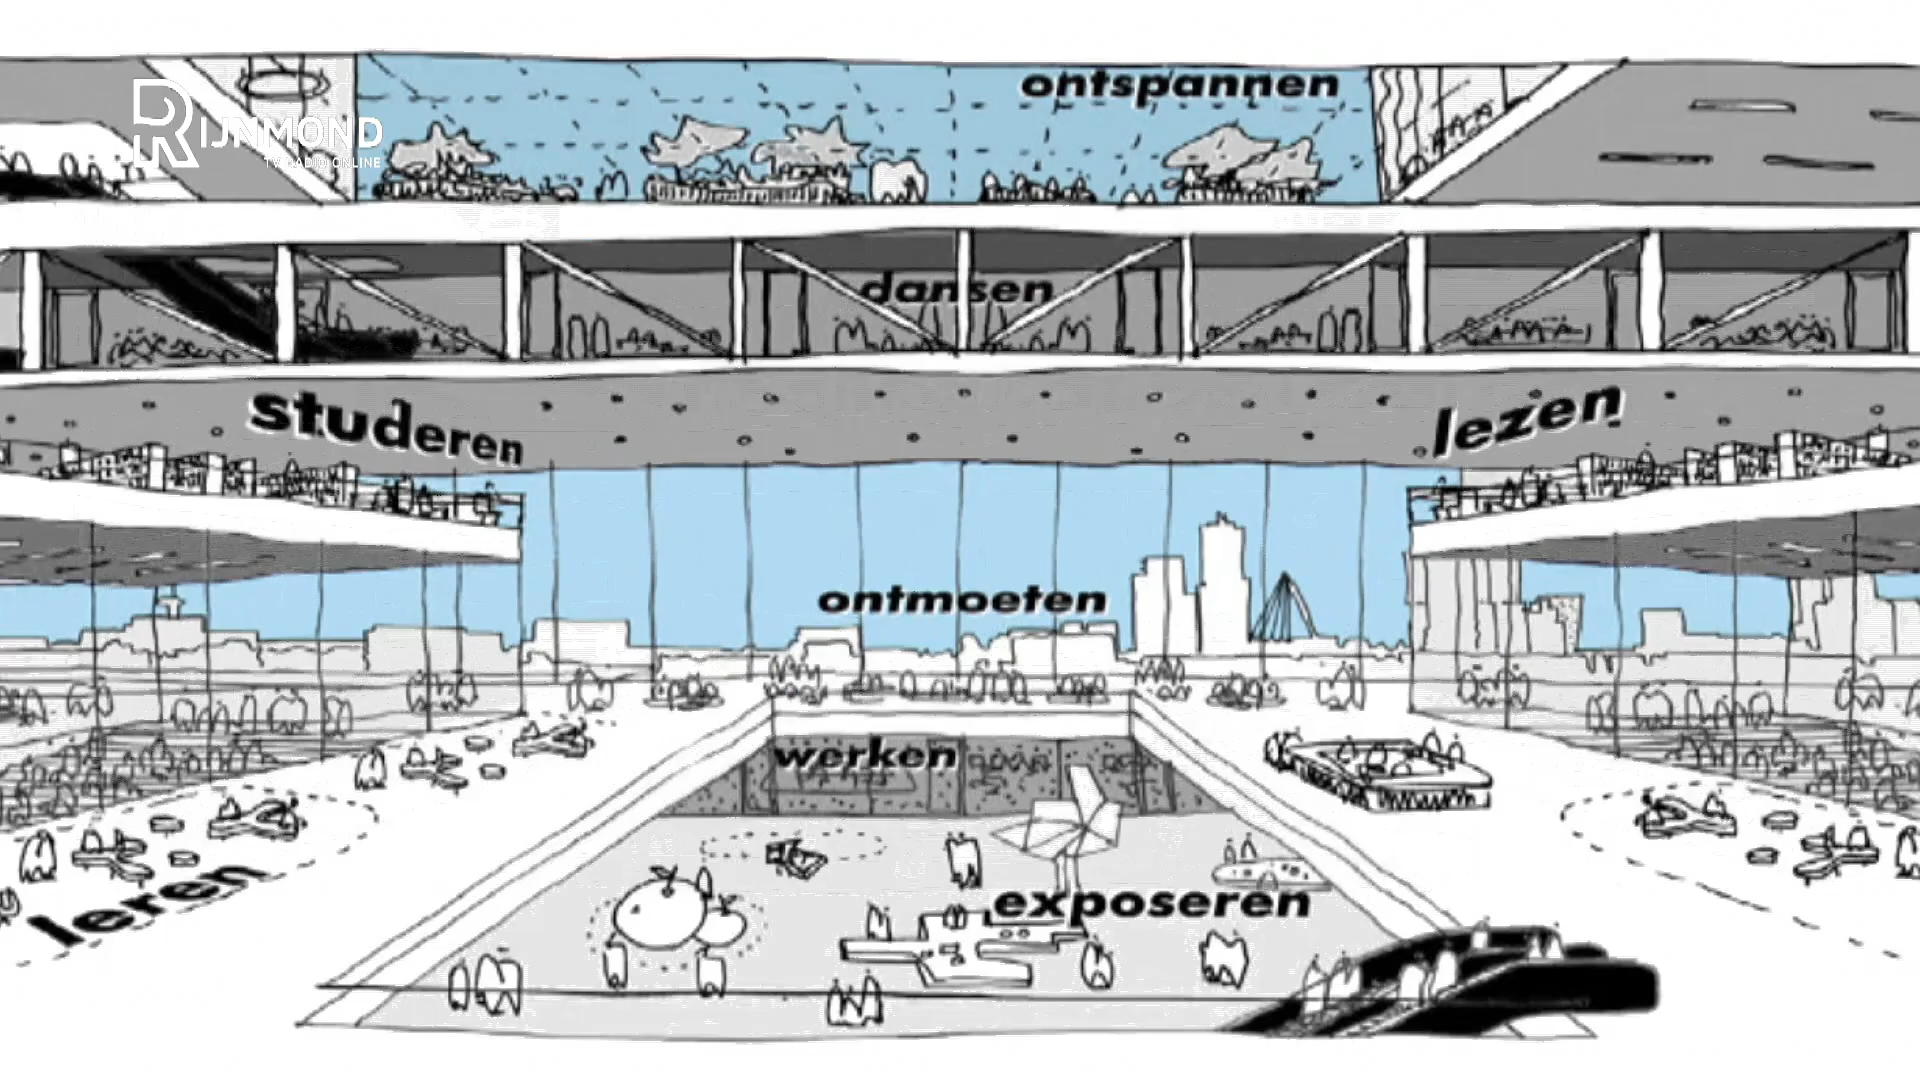 ontspannen
RIJNMOND
TV RADIO ONLINE
dansen
studeren
lezen
ontmoeten
werken
exposeren
leren